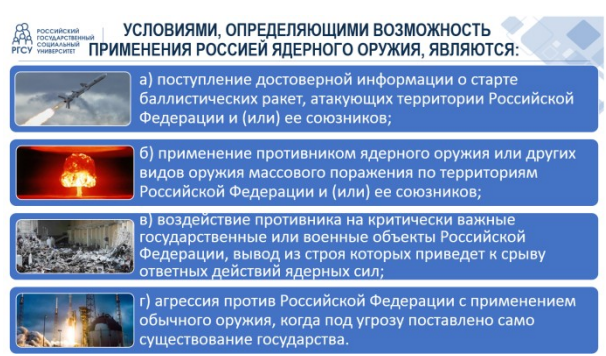 РОССИЙСКИЙ
ГОСУДАРСТВЕННЫЙ
СОЦИАЛЬНЫЙ
РГСУ УНИВЕРСИТЕТ
УСЛОВИЯМИ, ОПРЕДЕЛЯЮЩИМИ ВОЗМОЖНОСТЬ
ПРИМЕНЕНИЯ РОССИЕЙ ЯДЕРНОГО ОРУЖИЯ, ЯВЛЯЮТСЯ:
а) поступление достоверной информации о старте
баллистических ракет, атакующих территории Российской
Федерации и (или) ее союзников;
б) применение противником ядерного оружия или других
видов оружия массового поражения по территориям
Российской Федерации и (или) ее союзников;
в) воздействие противника на критически важные
государственные или военные объекты Российской
Федерации, вывод из строя которых приведет к срыву
ответных действий ядерных сил;
г) агрессия против Российской Федерации с применением
обычного оружия, когда под угрозу поставлено само
существование государства.